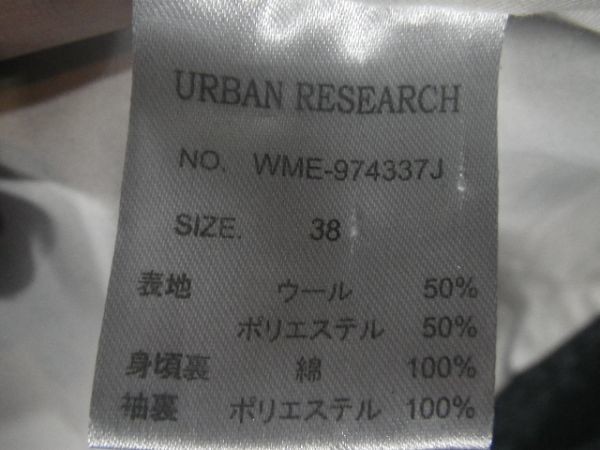 URBAN RESEARCH
NO. WME-974337J
SIZE. 38
表地 ウール 50%
ポリエステル 50%
身頃裏 綿 100%
袖裏 ポリエステル 100%